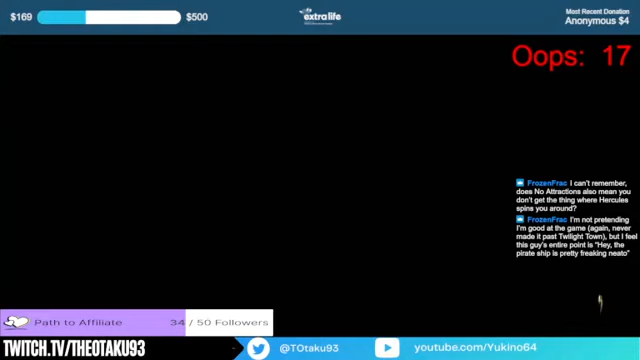 $169
$500
extralife
Most Recent Donation
Anonymous $4
Oops: 17
FrozenFrac I can't remember,
does No Attractions also mean you
don't get the thing where Hercules
spins you around?
FrozenFrac I'm not pretending
I'm good at the game (again, never
made it past Twilight Town), but I feel
this guy's entire point is "Hey, the
pirate ship is pretty freaking neato"
Path to Affiliate 34 / 50 Followers
TWITCH.TV/THEOTAKU93
@TOtaku93
youtube.com/Yukino64